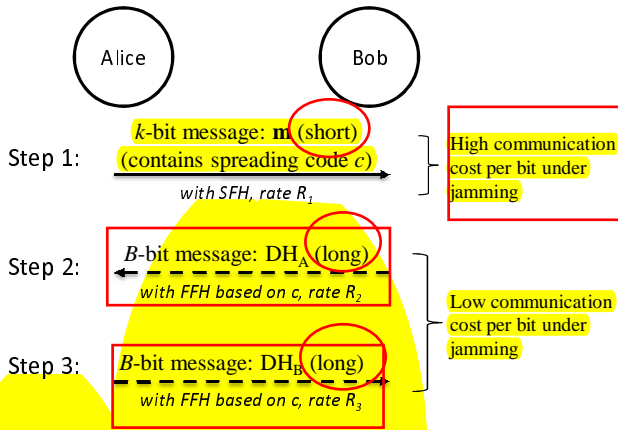 Alice
Bob
k-bit message: m (short)
Step 1:
(contains spreading code c)
with SFH, rate R1
High communication
cost per bit under
jamming
Step 2:
B-bit message: DHA (long)
with FFH based on c, rate R2
Low communication
cost per bit under
jamming
Step 3:
B-bit message: DHB (long)
with FFH based on c, rate R3